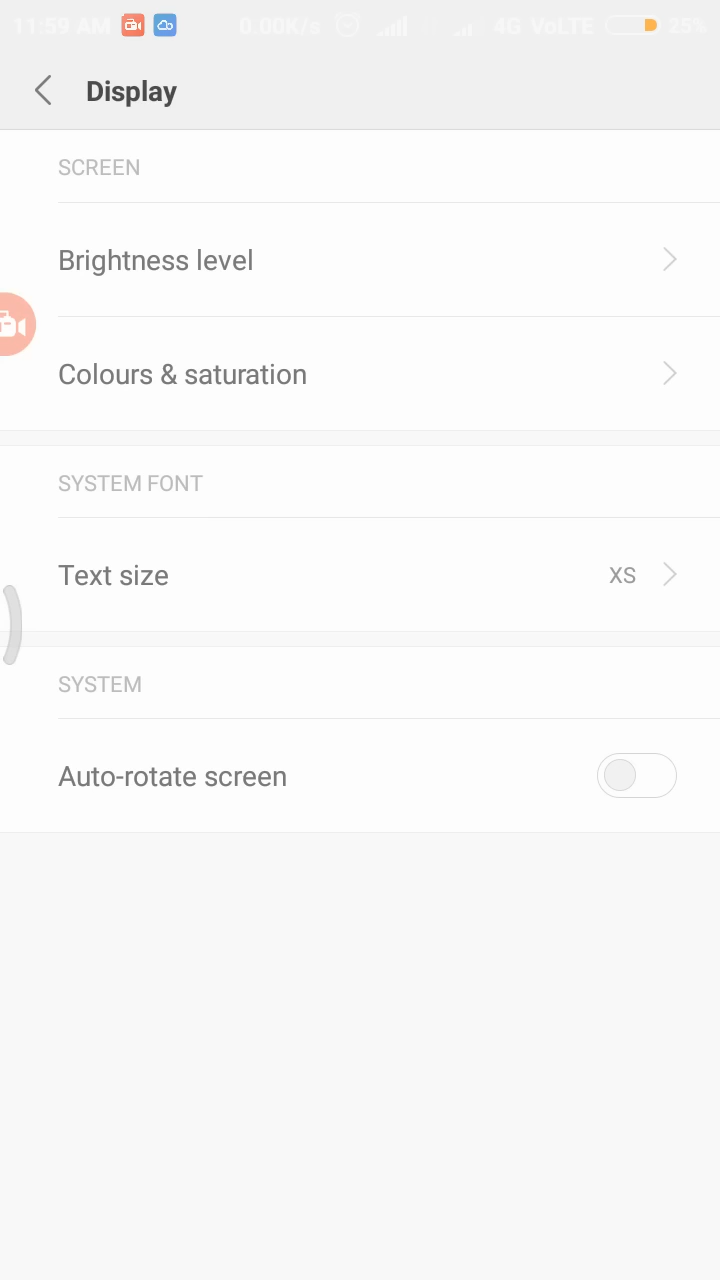 11:59 AM 0.00K/s 4G VoLTE 25%
Display
SCREEN
Brightness level
Colours & saturation
SYSTEM FONT
Text size XS
SYSTEM
Auto-rotate screen